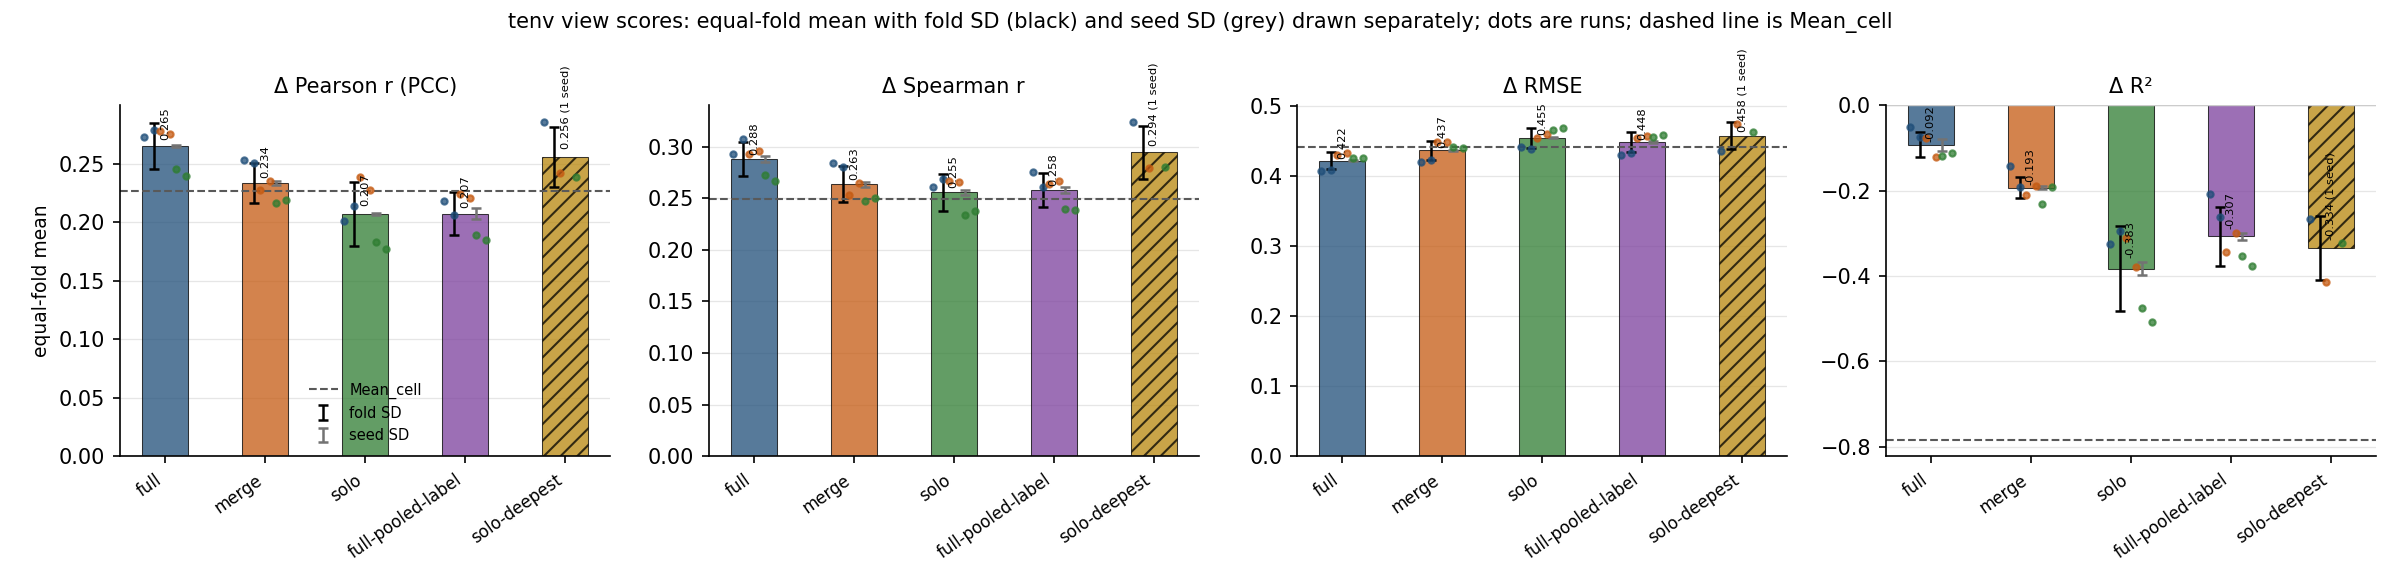 tenv view scores: equal-fold mean with fold SD (black) and seed SD (grey) drawn separately; dots are runs; dashed line is Mean_cell
Δ Pearson r (PCC)
equal-fold mean
0.25
0.20
0.15
0.10
0.05
0.00
0.265
0.234
0.207
0.207
0.256 (1 seed)
Mean_cell
fold SD
seed SD
full
merge
solo
full-pooled-label
solo-deepest
Δ Spearman r
0.30
0.25
0.20
0.15
0.10
0.05
0.00
0.288
0.263
0.255
0.258
0.294 (1 seed)
full
merge
solo
full-pooled-label
solo-deepest
Δ RMSE
0.5
0.4
0.3
0.2
0.1
0.0
0.422
0.437
0.455
0.448
0.458 (1 seed)
full
merge
solo
full-pooled-label
solo-deepest
Δ R²
0.0
−0.2
−0.4
−0.6
−0.8
-0.092
-0.193
-0.383
-0.307
-0.334 (1 seed)
full
merge
solo
full-pooled-label
solo-deepest